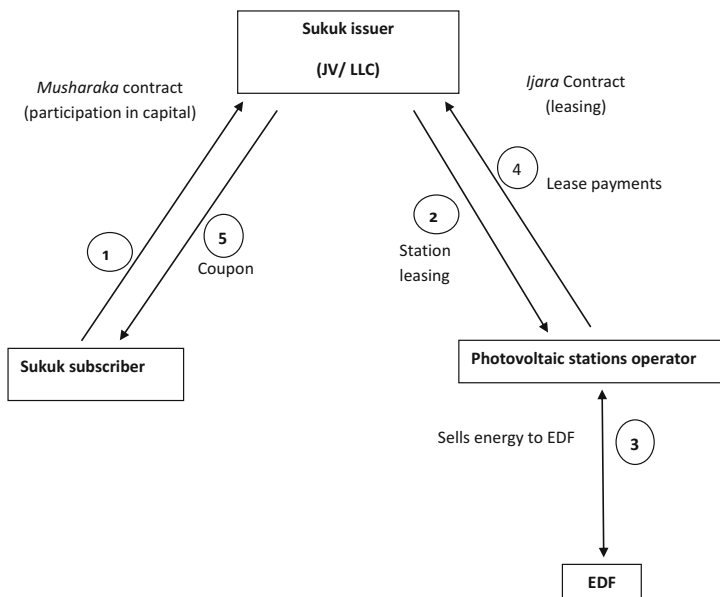 Sukuk issuer
(JV/ LLC)
Musharaka contract
(participation in capital)
Ijara Contract
(leasing)
4
Lease payments
2
Station
leasing
1
5
Coupon
Sukuk subscriber
Photovoltaic stations operator
Sells energy to EDF
3
EDF